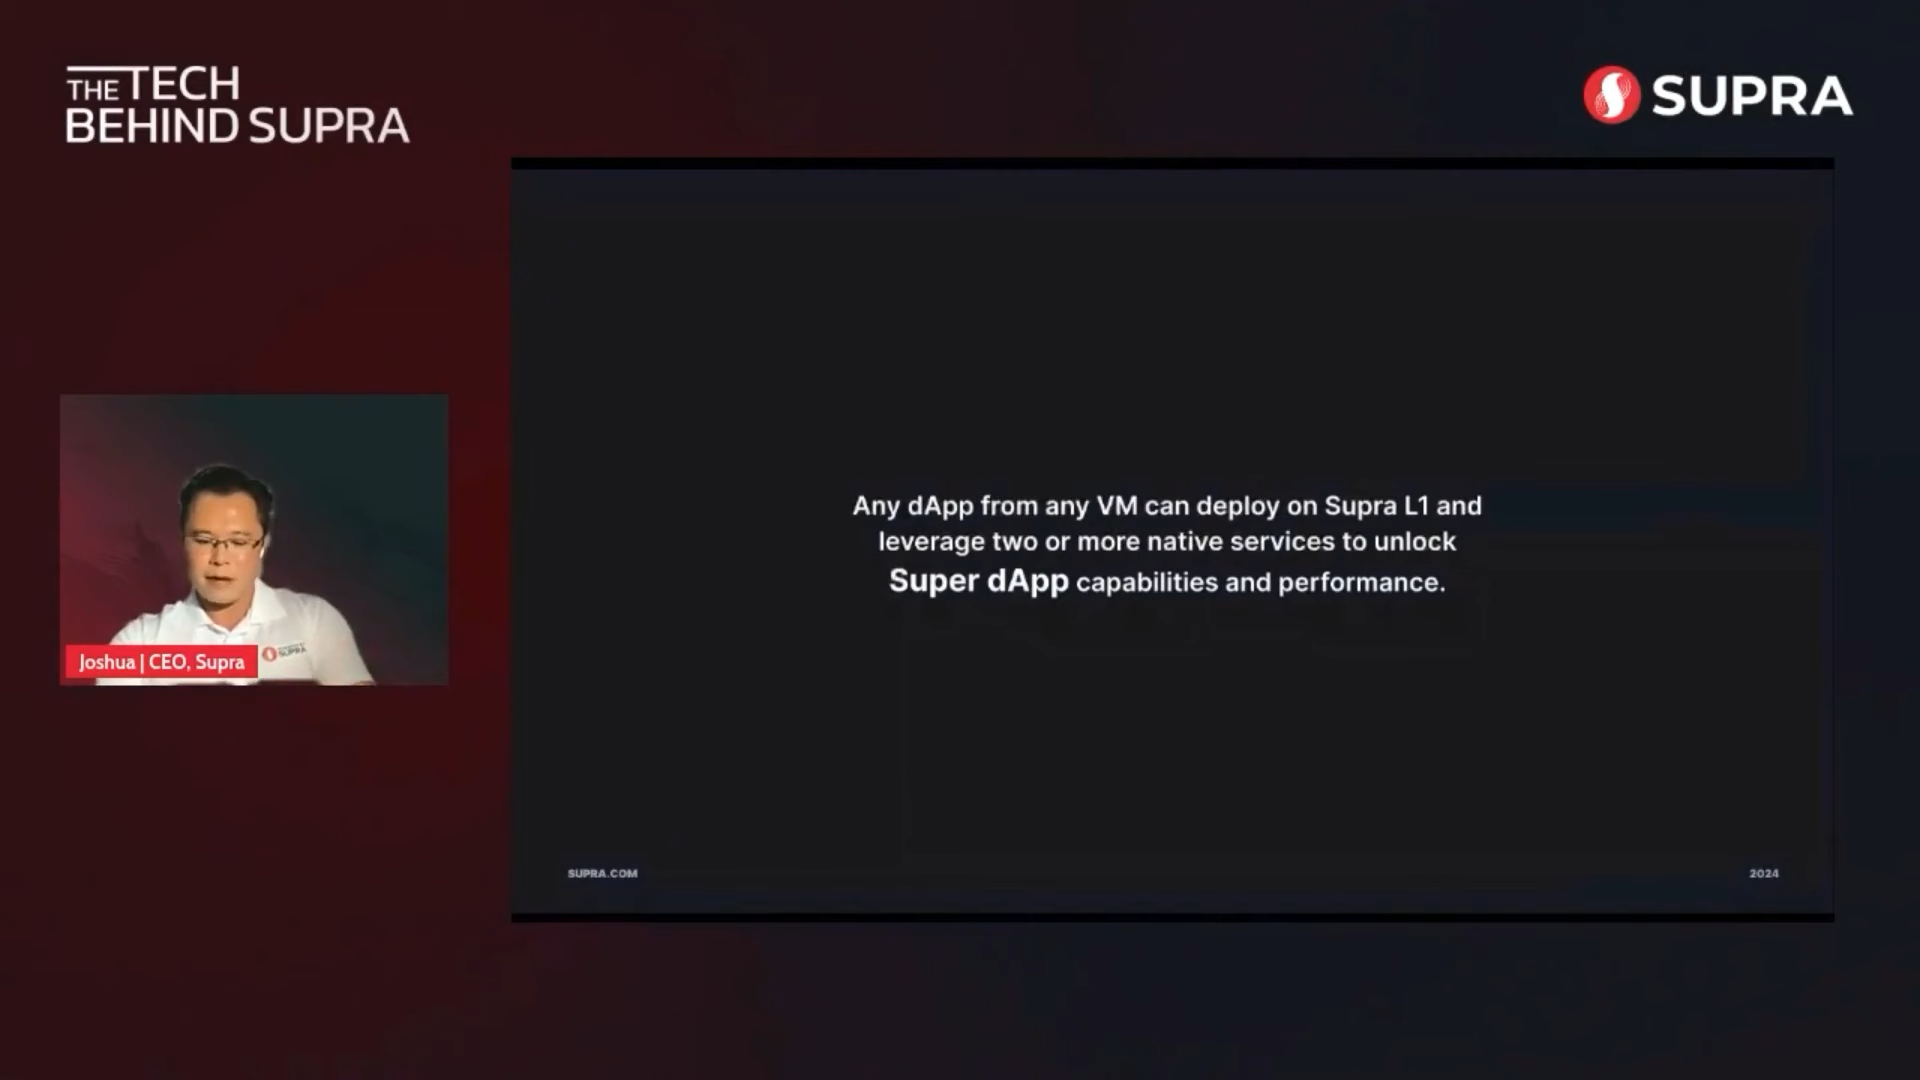 THE TECH
BEHIND SUPRA
SUPRA
Any dApp from any VM can deploy on Supra L1 and
leverage two or more native services to unlock
Super dApp capabilities and performance.
Joshua | CEO, Supra
SUPRA
SUPRA.COM
2024